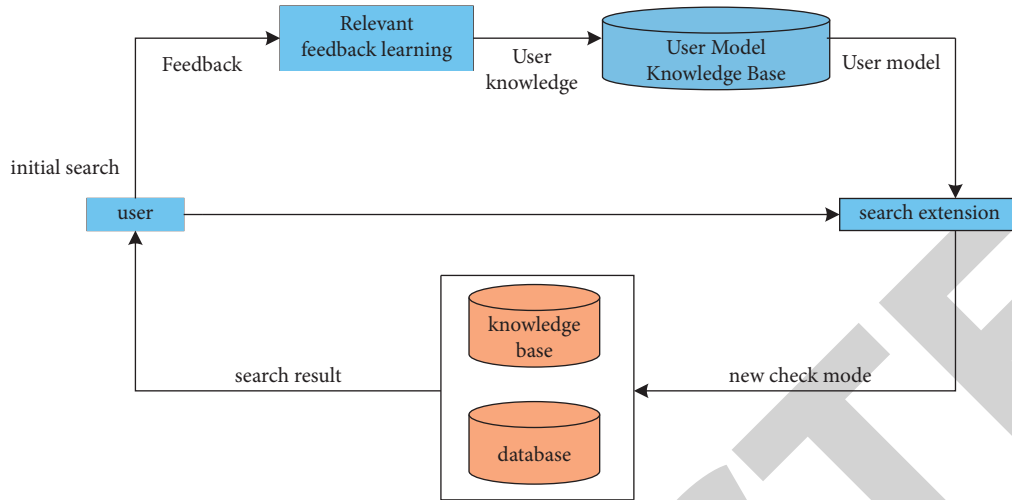 Relevant
feedback learning
Feedback
User
knowledge
User Model
Knowledge Base
User model
initial search
user
search extension
knowledge
base
search result
new check mode
database